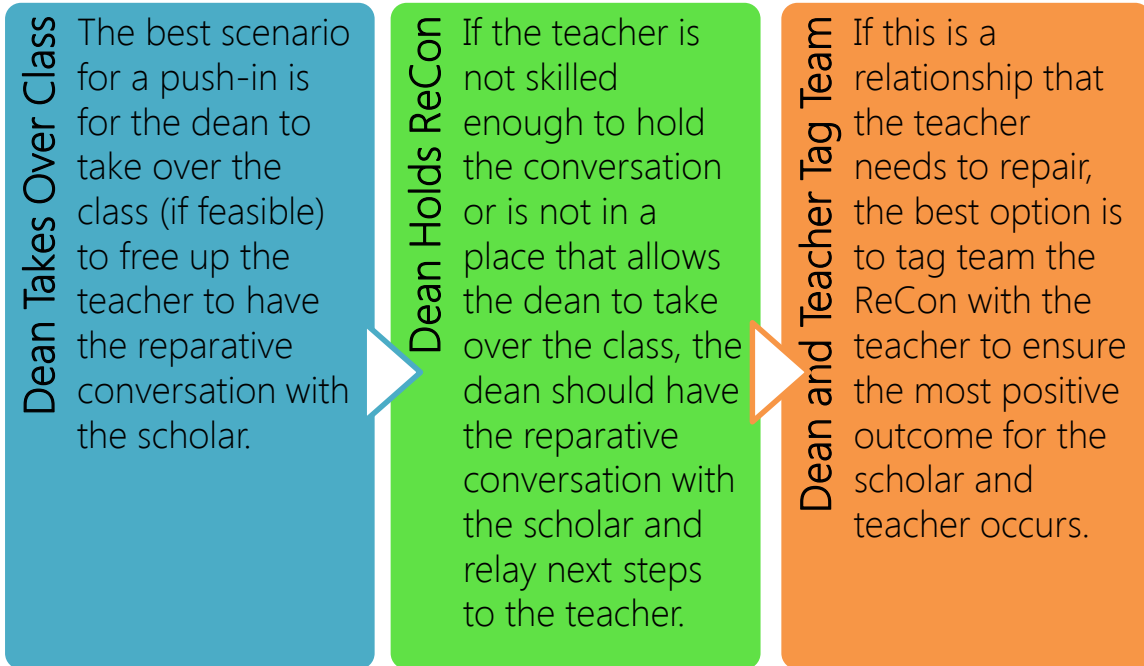 Dean Takes Over Class
The best scenario
for a push-in is
for the dean to
take over the
class (if feasible)
to free up the
teacher to have
the reparative
conversation with
the scholar.
Dean Holds ReCon
If the teacher is
not skilled
enough to hold
the conversation
or is not in a
place that allows
the dean to take
over the class, the
dean should have
the reparative
conversation with
the scholar and
relay next steps
to the teacher.
Dean and Teacher Tag Team
If this is a
relationship that
the teacher
needs to repair,
the best option is
to tag team the
ReCon with the
teacher to ensure
the most positive
outcome for the
scholar and
teacher occurs.